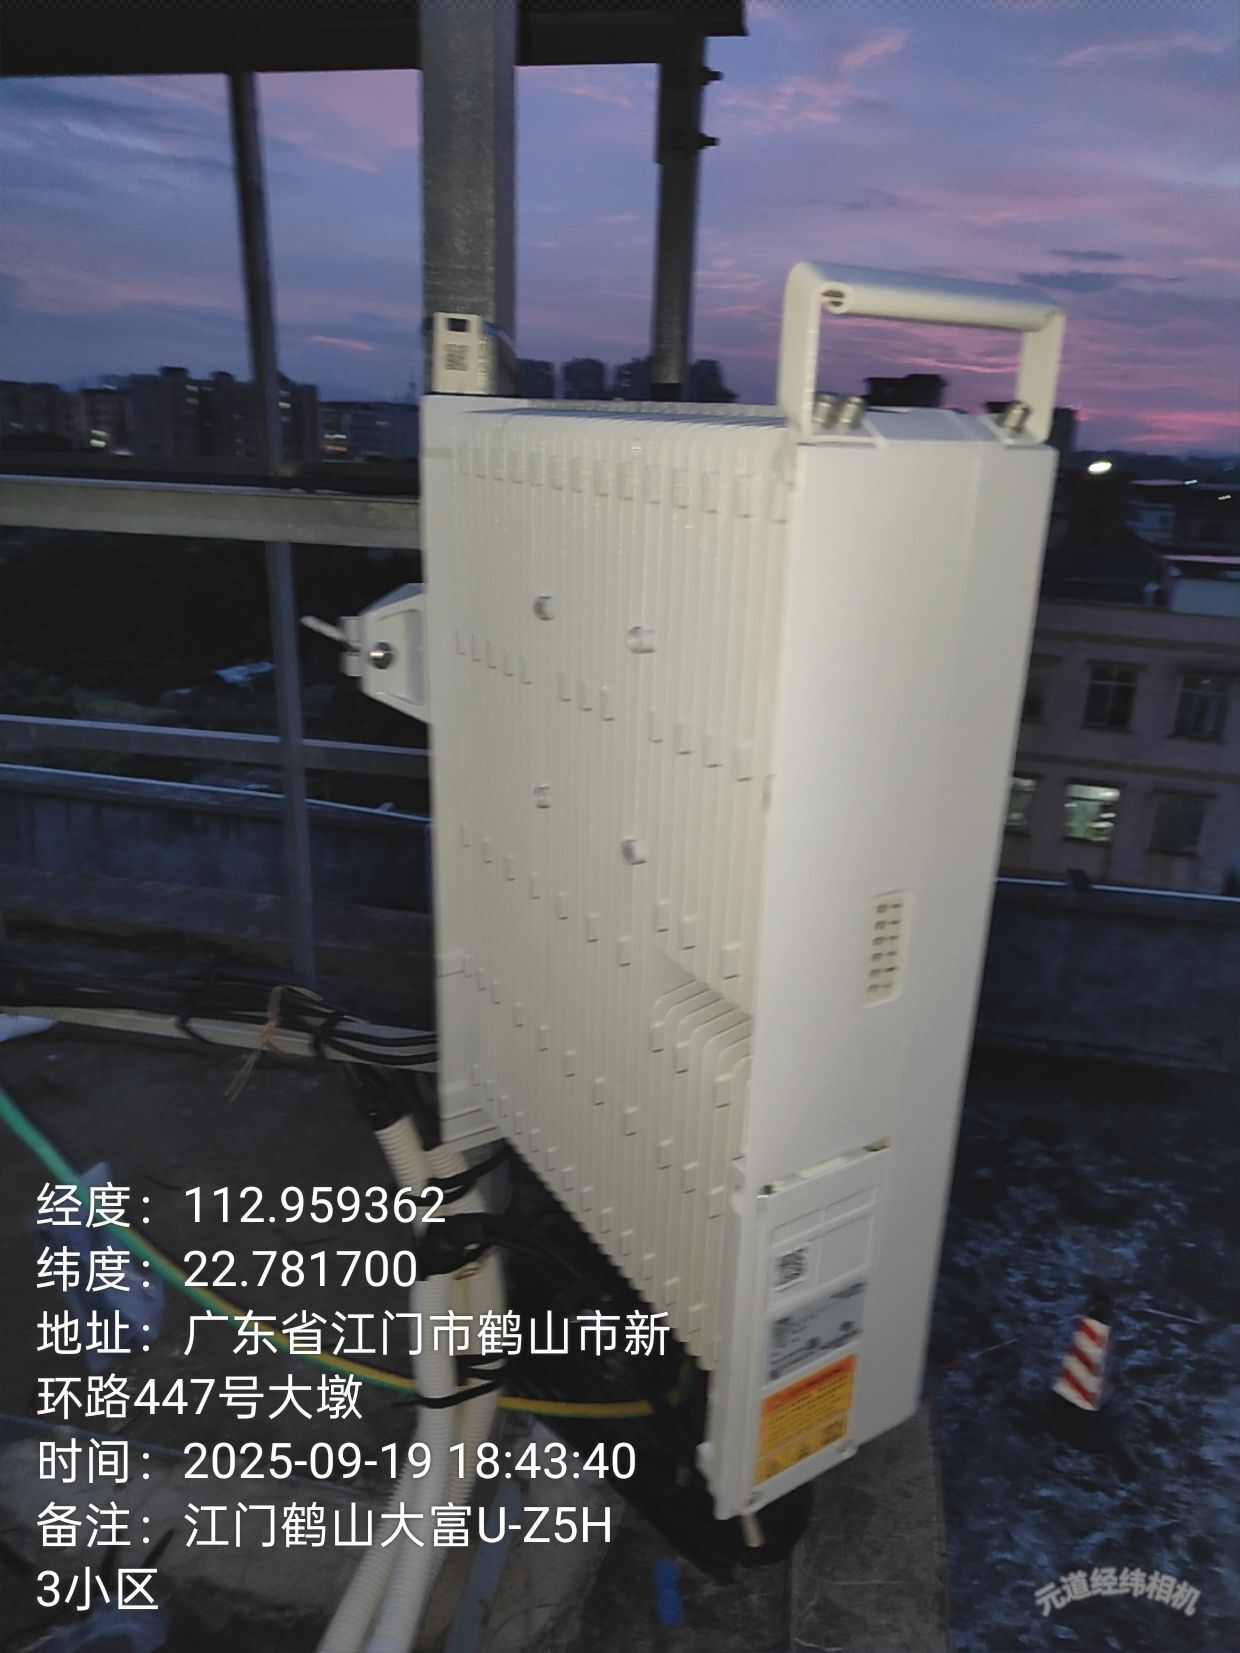 经度：112.959362
纬度：22.781700
地址：广东省江门市鹤山市新
环路447号大墩
时间：2025-09-19 18:43:40
备注：江门鹤山大富U-Z5H
3小区
元道经纬相机